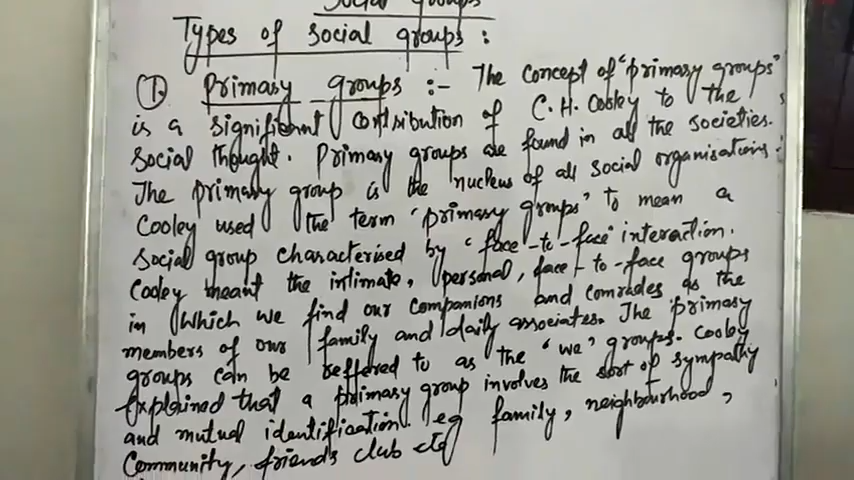 Social groups
Types of social groups :
1. Primary groups :- The concept of "primary groups"
is a significant contribution of C.H. Cooley to the
social thought. Primary groups are found in all the societies.
The primary group is the nucleus of all social organisations.
Cooley used the term 'primary groups' to mean a
social group characterised by 'face-to-face' interaction.
Cooley meant the intimate, personal, face-to-face groups
in which we find our companions and comrades as the
members of our family and daily associates. The primary
groups can be reffered to as the 'we' groups. Cooley
explained that a primary group involves the sort of sympathy
and mutual identification. eg family, neighbourhood,
Community, friends club etc